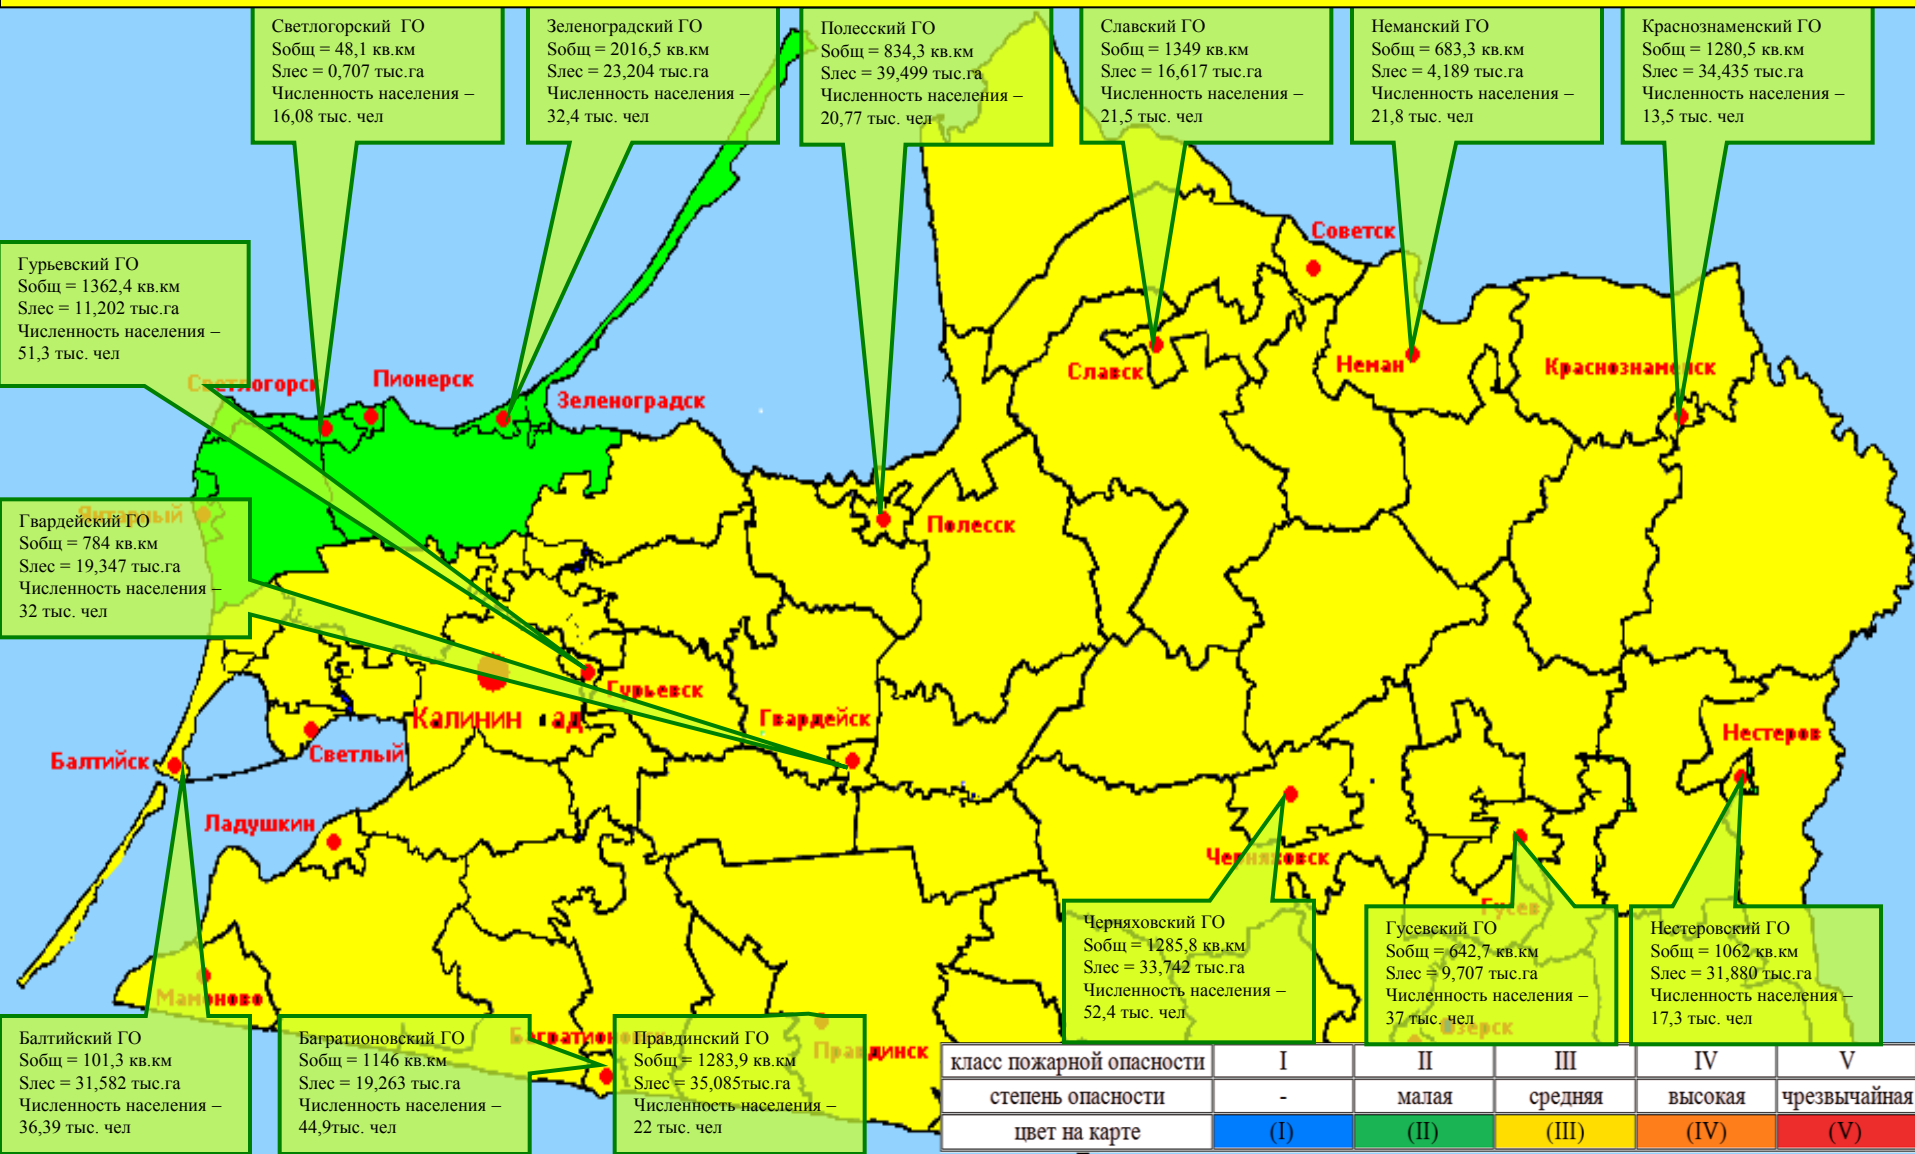 Светлогорский ГО
Sобщ = 48,1 кв.км
Sлес = 0,707 тыс.га
Численность населения –
16,08 тыс. чел
Зеленоградский ГО
Sобщ = 2016,5 кв.км
Sлес = 23,204 тыс.га
Численность населения –
32,4 тыс. чел
Полесский ГО
Sобщ = 834,3 кв.км
Sлес = 39,499 тыс.га
Численность населения –
20,77 тыс. чел
Славский ГО
Sобщ = 1349 кв.км
Sлес = 16,617 тыс.га
Численность населения –
21,5 тыс. чел
Неманский ГО
Sобщ = 683,3 кв.км
Sлес = 4,189 тыс.га
Численность населения –
21,8 тыс. чел
Краснознаменский ГО
Sобщ = 1280,5 кв.км
Sлес = 34,435 тыс.га
Численность населения –
13,5 тыс. чел
Советск
Гурьевский ГО
Sобщ = 1362,4 кв.км
Sлес = 11,202 тыс.га
Численность населения –
51,3 тыс. чел
Светлогорск
Пионерск
Зеленоградск
Славск
Неман
Краснознаменск
Гвардейский ГО
Sобщ = 784 кв.км
Sлес = 19,347 тыс.га
Численность населения –
32 тыс. чел
Янтарный
Полесск
Гурьевск
Калинин ад
Гвардейск
Нестеров
Балтийск
Светлый
Ладушкин
Черняховск
Гусев
Мамоново
Багратионовск
Правдинск
Озерск
Черняховский ГО
Sобщ = 1285,8 кв.км
Sлес = 33,742 тыс.га
Численность населения –
52,4 тыс. чел
Гусевский ГО
Sобщ = 642,7 кв.км
Sлес = 9,707 тыс.га
Численность населения –
37 тыс. чел
Нестеровский ГО
Sобщ = 1062 кв.км
Sлес = 31,880 тыс.га
Численность населения –
17,3 тыс. чел
Балтийский ГО
Sобщ = 101,3 кв.км
Sлес = 31,582 тыс.га
Численность населения –
36,39 тыс. чел
Багратионовский ГО
Sобщ = 1146 кв.км
Sлес = 19,263 тыс.га
Численность населения –
44,9тыс. чел
Правдинский ГО
Sобщ = 1283,9 кв.км
Sлес = 35,085тыс.га
Численность населения –
22 тыс. чел
класс пожарной опасности I II III IV V
степень опасности - малая средняя высокая чрезвычайная
цвет на карте (I) (II) (III) (IV) (V)